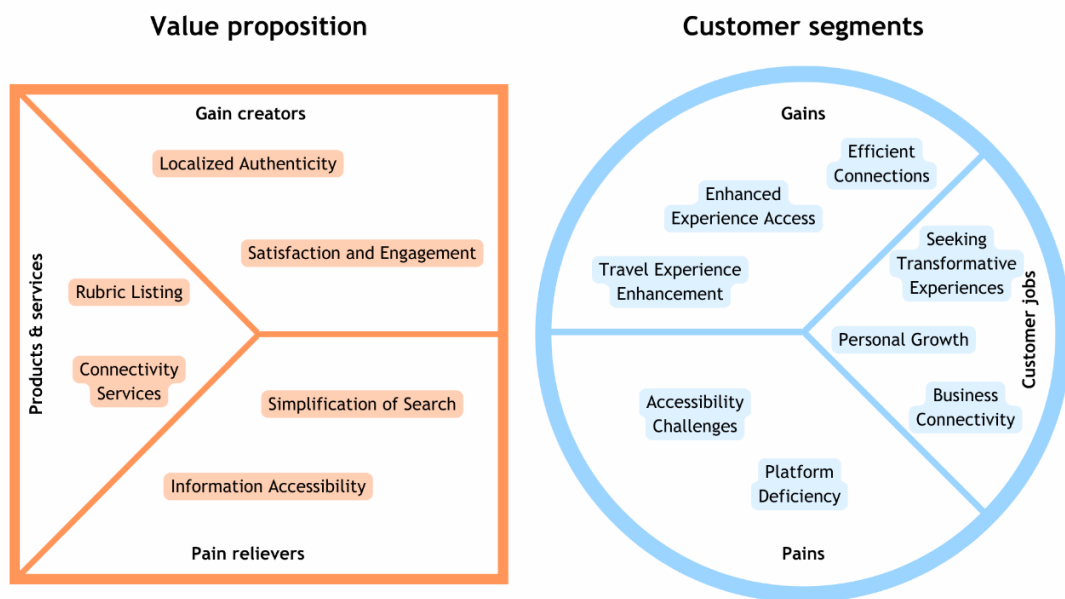 Value proposition
Gain creators
Localized Authenticity
Satisfaction and Engagement
Products & services
Rubric Listing
Connectivity
Services
Simplification of Search
Information Accessibility
Pain relievers
Customer segments
Gains
Efficient
Connections
Enhanced
Experience Access
Travel Experience
Enhancement
Seeking
Transformative
Experiences
Customer jobs
Personal Growth
Business
Connectivity
Accessibility
Challenges
Platform
Deficiency
Pains